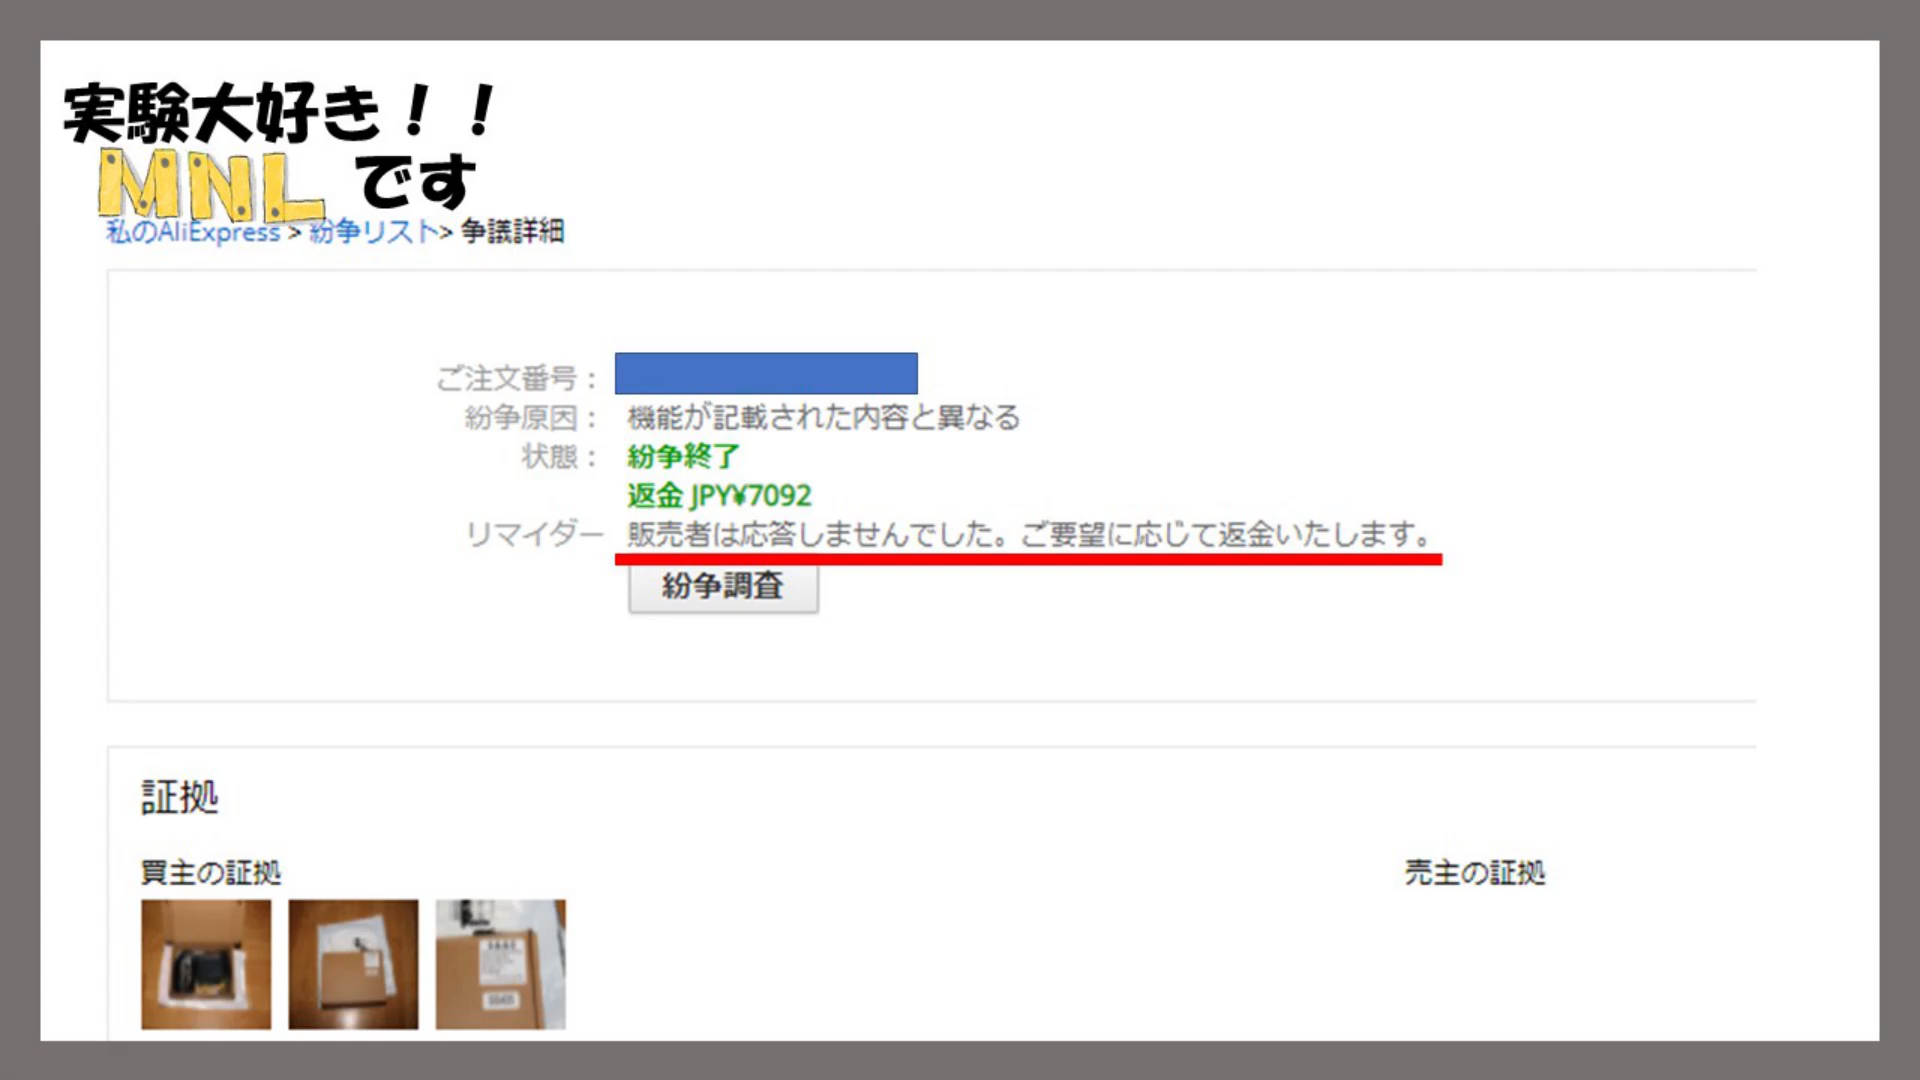 実験大好き！！
MNL です
私のAliExpress > 紛争リスト> 争議詳細
ご注文番号：
紛争原因： 機能が記載された内容と異なる
状態： 紛争終了
返金 JPY¥7092
リマイダー 販売者は応答しませんでした。ご要望に応じて返金いたします。
紛争調査
証拠
買主の証拠 売主の証拠